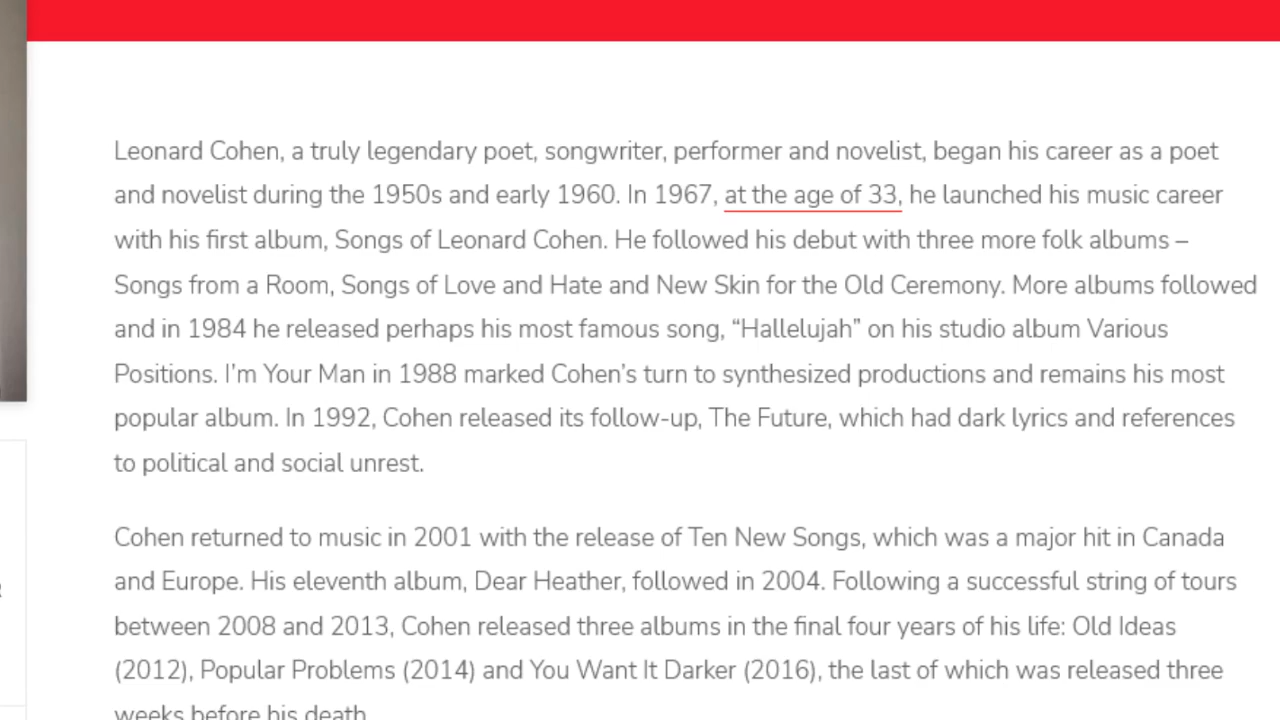 Leonard Cohen, a truly legendary poet, songwriter, performer and novelist, began his career as a poet
and novelist during the 1950s and early 1960. In 1967, at the age of 33, he launched his music career
with his first album, Songs of Leonard Cohen. He followed his debut with three more folk albums –
Songs from a Room, Songs of Love and Hate and New Skin for the Old Ceremony. More albums followed
and in 1984 he released perhaps his most famous song, “Hallelujah” on his studio album Various
Positions. I’m Your Man in 1988 marked Cohen’s turn to synthesized productions and remains his most
popular album. In 1992, Cohen released its follow-up, The Future, which had dark lyrics and references
to political and social unrest.
Cohen returned to music in 2001 with the release of Ten New Songs, which was a major hit in Canada
and Europe. His eleventh album, Dear Heather, followed in 2004. Following a successful string of tours
between 2008 and 2013, Cohen released three albums in the final four years of his life: Old Ideas
(2012), Popular Problems (2014) and You Want It Darker (2016), the last of which was released three
weeks before his death